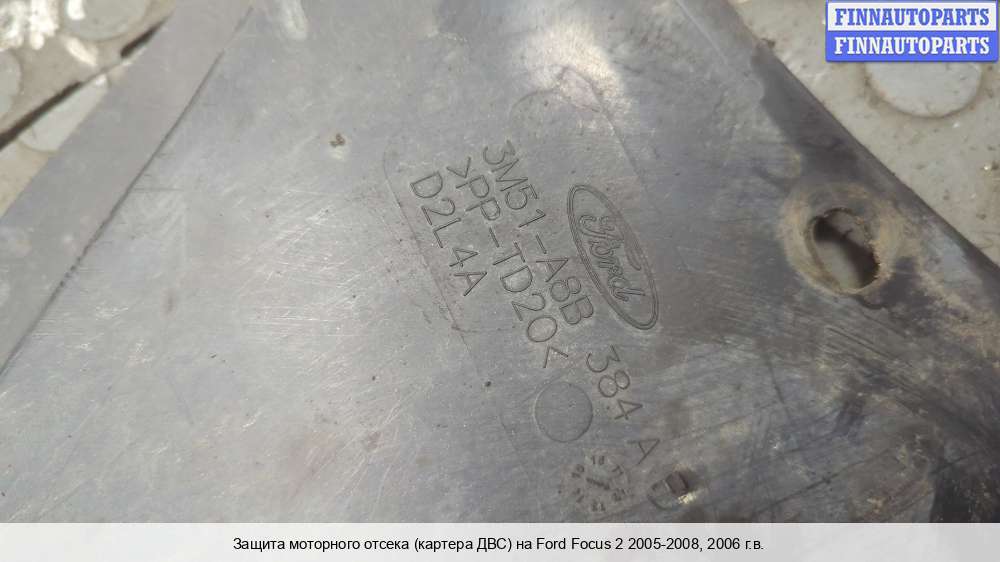 FINNAUTOPARTS
FINNAUTOPARTS
Ford
3M51-A8B 384 A
>PP-TD20<
D2L4A
Защита моторного отсека (картера ДВС) на Ford Focus 2 2005-2008, 2006 г.в.